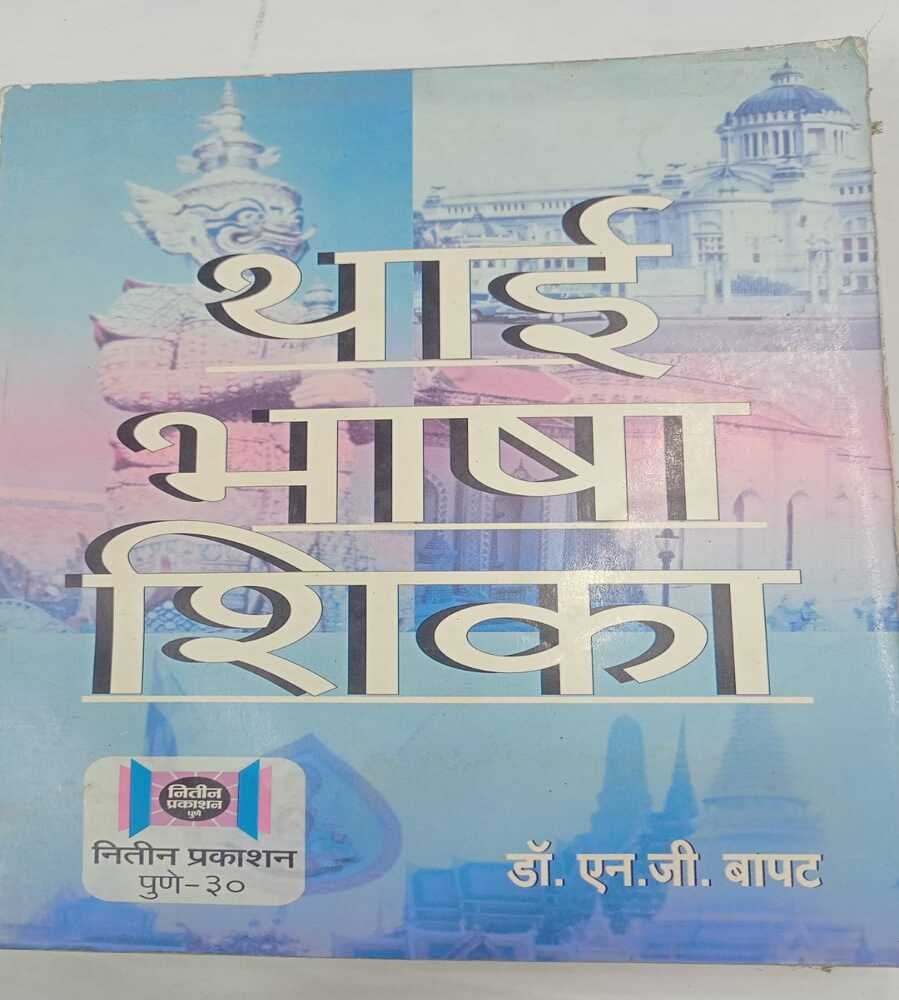 थाई
भाषा
शिका
नितीन
प्रकाशन
पुणे
नितीन प्रकाशन
पुणे-३०
डॉ. एन.जी. बापट